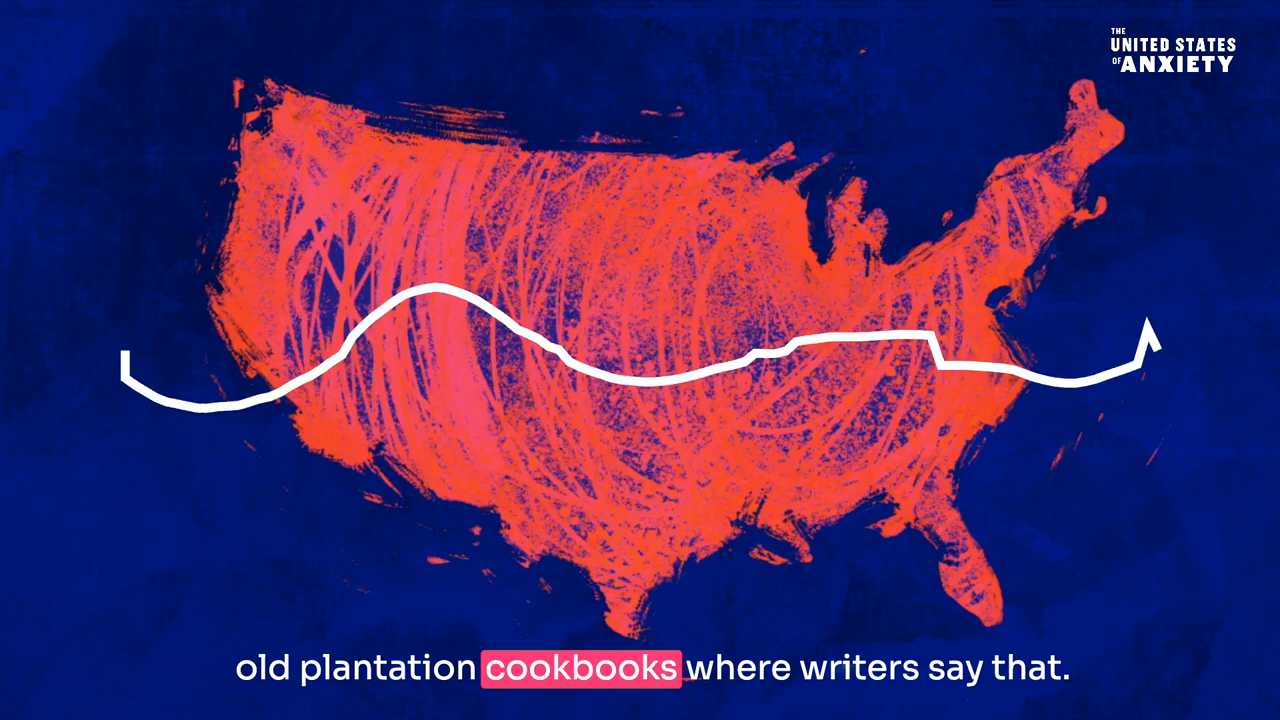 THE
UNITED STATES
OF ANXIETY
old plantation cookbooks where writers say that.